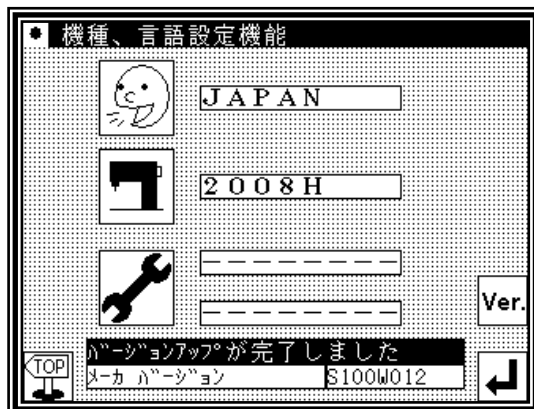 機種、言語設定機能
JAPAN
2008H
--------
--------
Ver.
ﾊﾞｰｼﾞｮﾝｱｯﾌﾟが完了しました
TOP
ﾒｰｶ ﾊﾞｰｼﾞｮﾝ S100W012